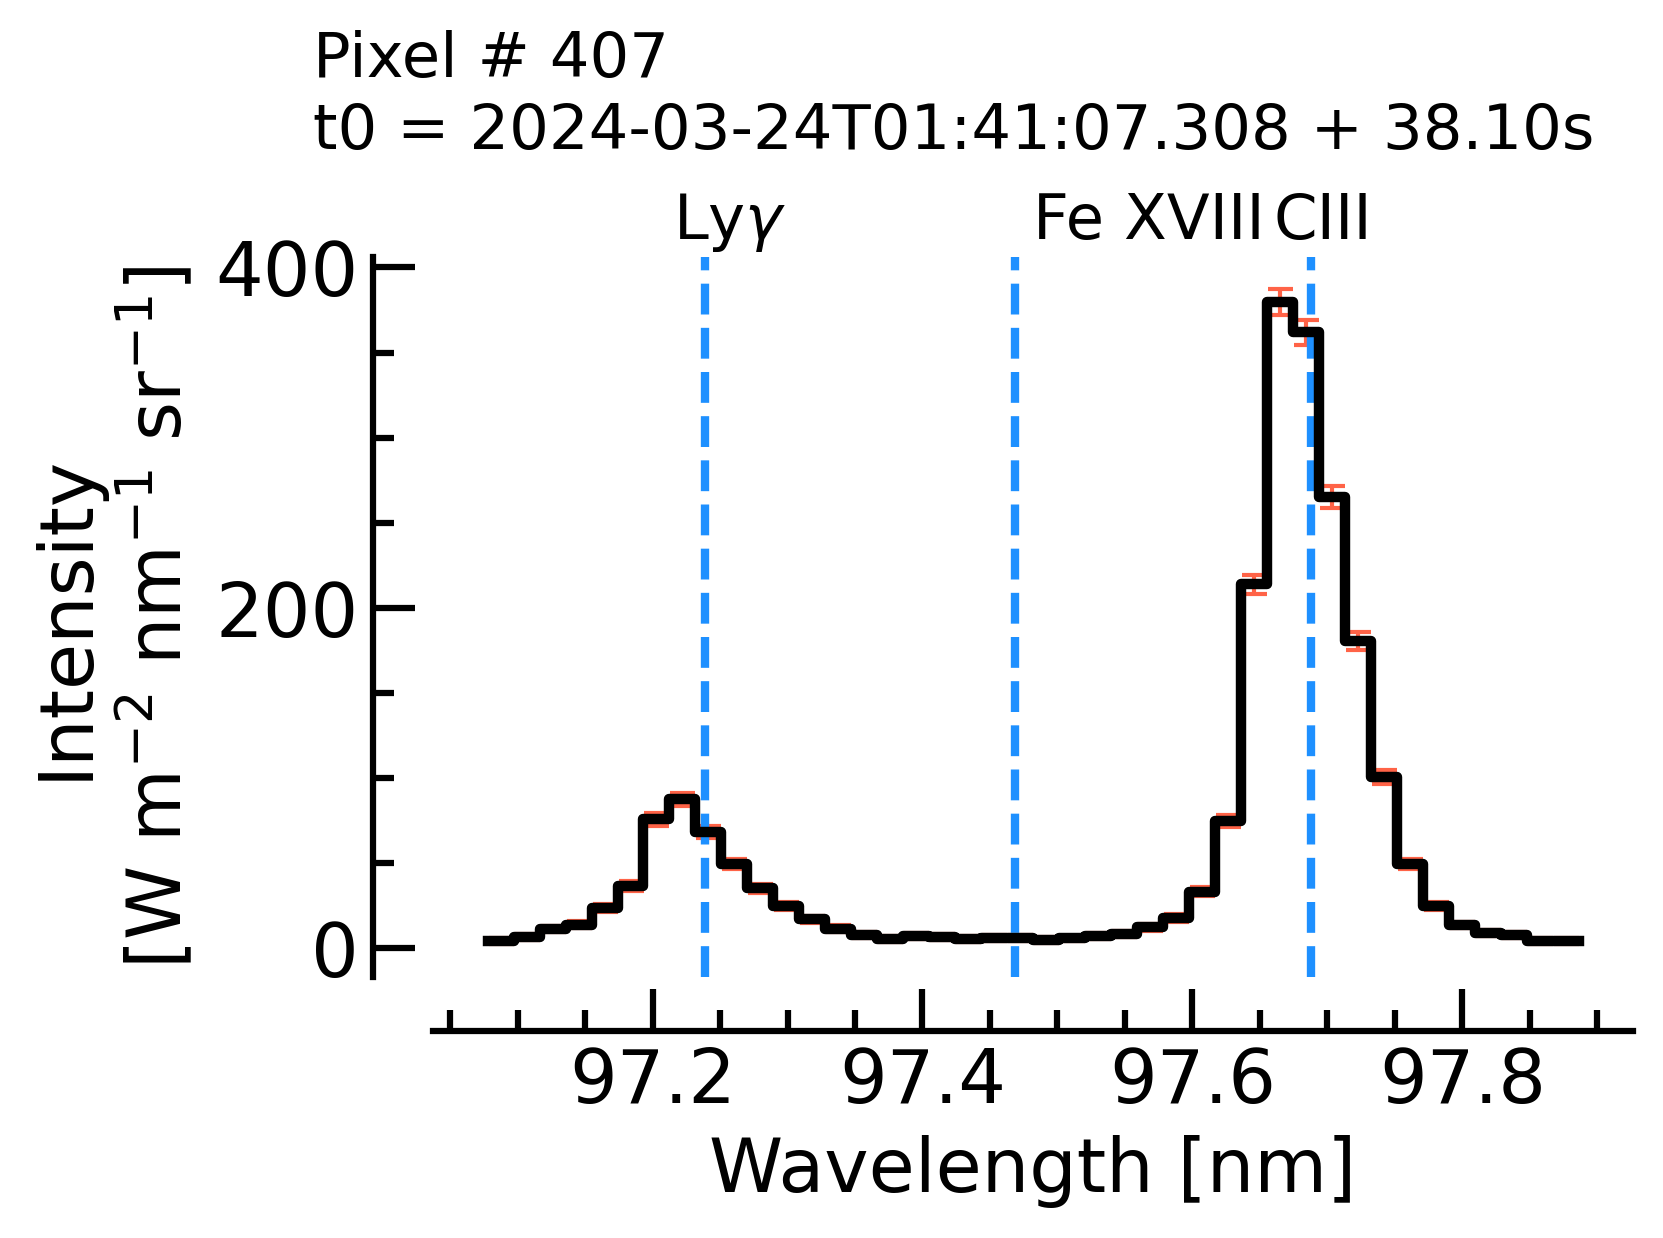 Pixel # 407
t0 = 2024-03-24T01:41:07.308 + 38.10s
Lyγ Fe XVIII CIII
Intensity
[W m⁻² nm⁻¹ sr⁻¹]
400
200
0
97.2 97.4 97.6 97.8
Wavelength [nm]